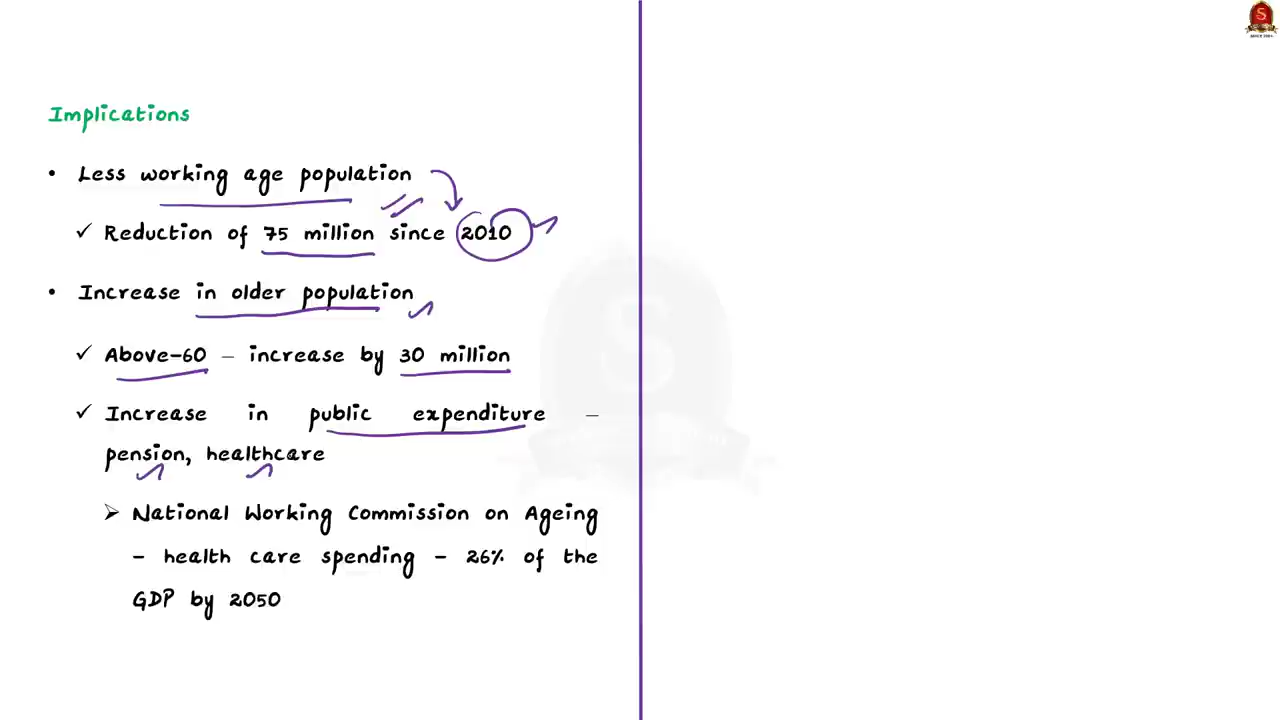 Implications
• Less working age population
✓ Reduction of 75 million since 2010
• Increase in older population
✓ Above-60 – increase by 30 million
✓ Increase in public expenditure –
pension, healthcare
➢ National Working Commission on Ageing
- health care spending - 26% of the
GDP by 2050
S
S